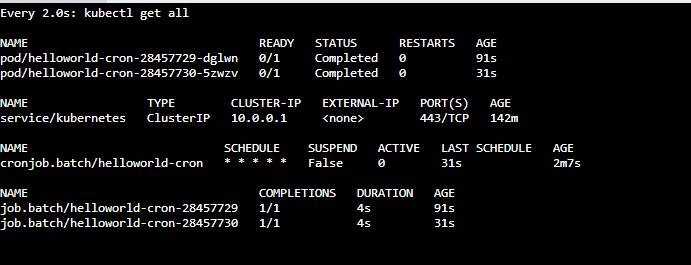 Every 2.0s: kubectl get all
NAME READY STATUS RESTARTS AGE
pod/helloworld-cron-28457729-dglwn 0/1 Completed 0 91s
pod/helloworld-cron-28457730-5zwzv 0/1 Completed 0 31s
NAME TYPE CLUSTER-IP EXTERNAL-IP PORT(S) AGE
service/kubernetes ClusterIP 10.0.0.1 <none> 443/TCP 142m
NAME SCHEDULE SUSPEND ACTIVE LAST SCHEDULE AGE
cronjob.batch/helloworld-cron * * * * * False 0 31s 2m7s
NAME COMPLETIONS DURATION AGE
job.batch/helloworld-cron-28457729 1/1 4s 91s
job.batch/helloworld-cron-28457730 1/1 4s 31s